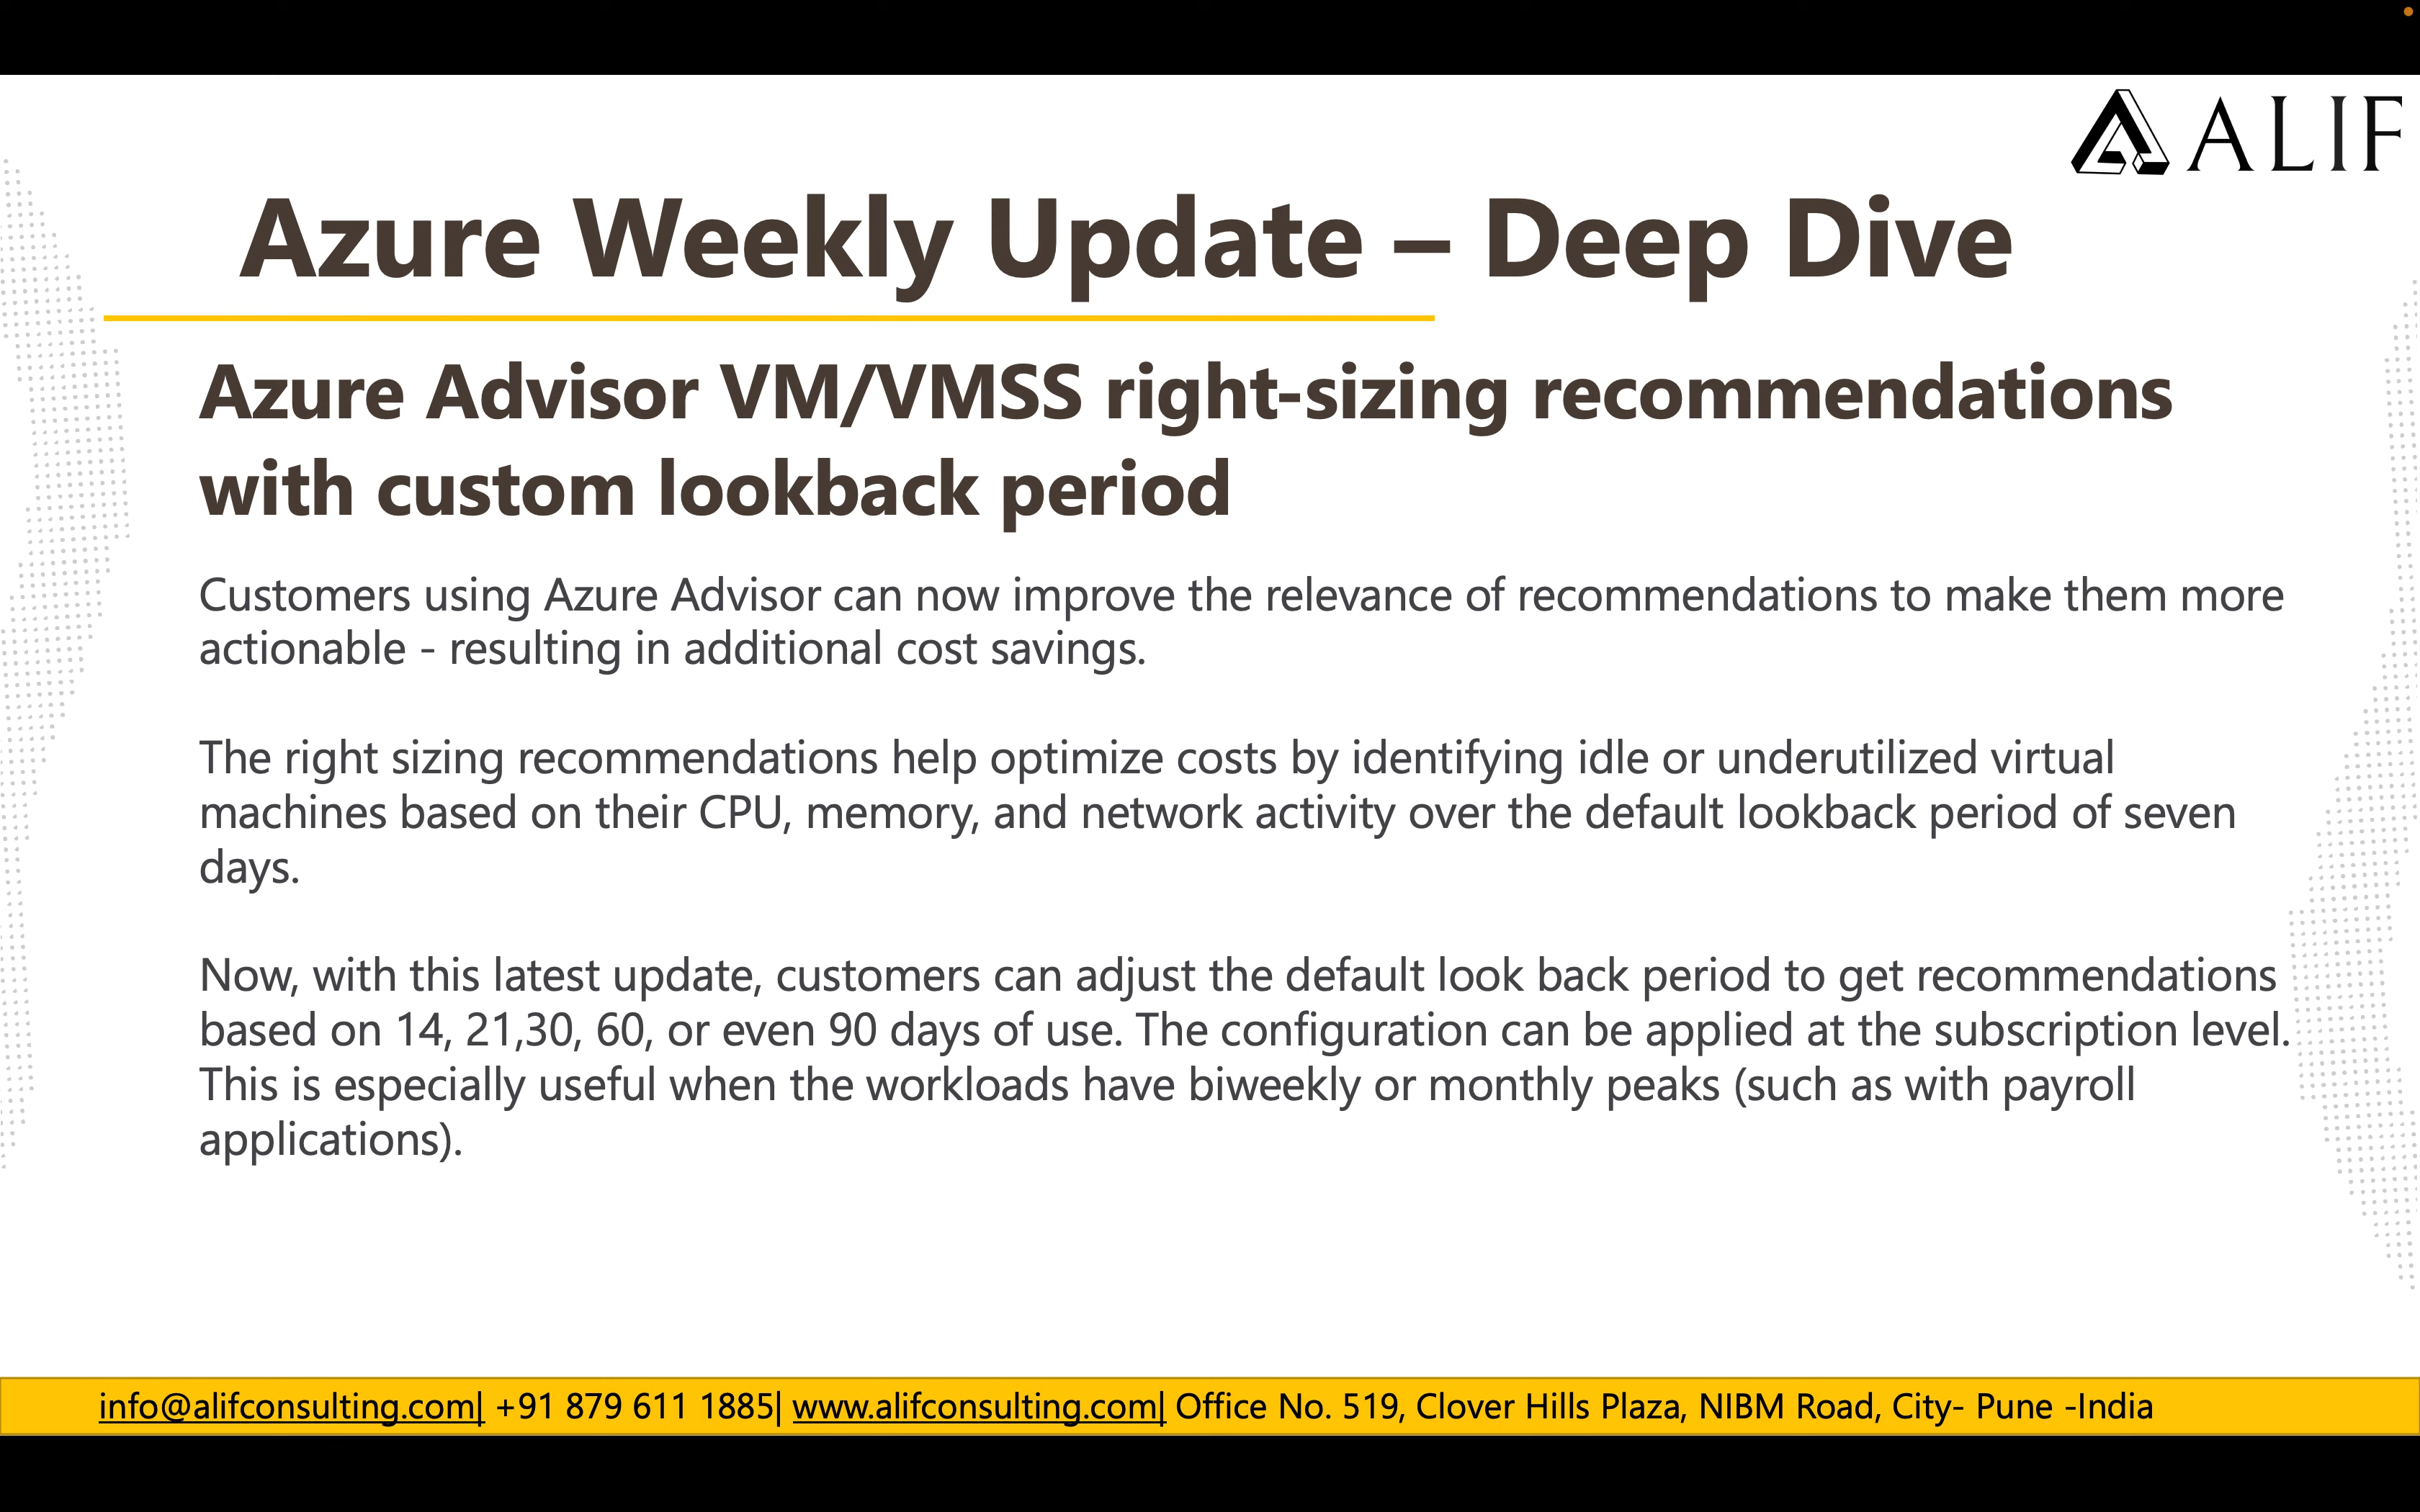 ALIF
Azure Weekly Update – Deep Dive
Azure Advisor VM/VMSS right-sizing recommendations
with custom lookback period
Customers using Azure Advisor can now improve the relevance of recommendations to make them more
actionable - resulting in additional cost savings.
The right sizing recommendations help optimize costs by identifying idle or underutilized virtual
machines based on their CPU, memory, and network activity over the default lookback period of seven
days.
Now, with this latest update, customers can adjust the default look back period to get recommendations
based on 14, 21,30, 60, or even 90 days of use. The configuration can be applied at the subscription level.
This is especially useful when the workloads have biweekly or monthly peaks (such as with payroll
applications).
info@alifconsulting.com| +91 879 611 1885| www.alifconsulting.com| Office No. 519, Clover Hills Plaza, NIBM Road, City- Pune -India